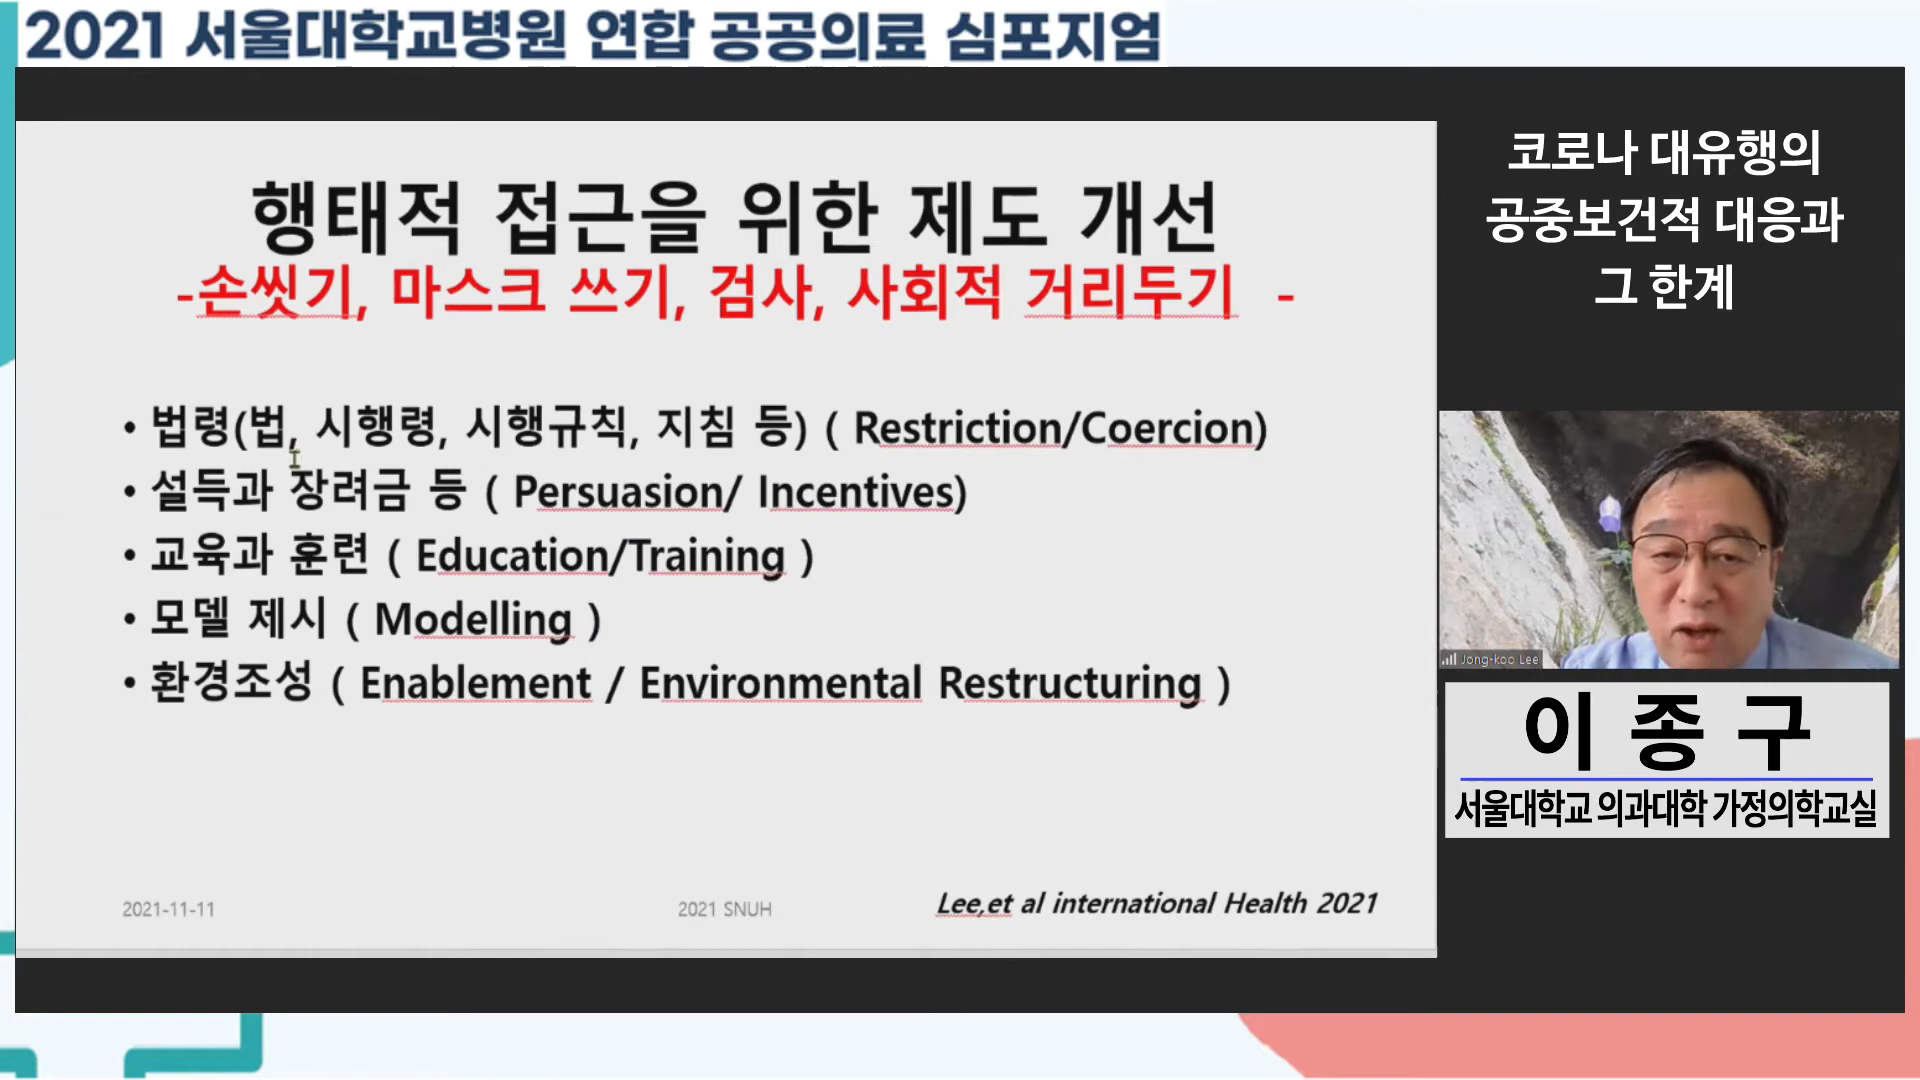 2021 서울대학교병원 연합 공공의료 심포지엄
행태적 접근을 위한 제도 개선
-손씻기, 마스크 쓰기, 검사, 사회적 거리두기 -
• 법령(법, 시행령, 시행규칙, 지침 등) ( Restriction/Coercion)
• 설득과 장려금 등 ( Persuasion/ Incentives)
• 교육과 훈련 ( Education/Training )
• 모델 제시 ( Modelling )
• 환경조성 ( Enablement / Environmental Restructuring )
2021-11-11
2021 SNUH
Lee,et al international Health 2021
코로나 대유행의
공중보건적 대응과
그 한계
Jong-koo Lee
이 종 구
서울대학교 의과대학 가정의학교실